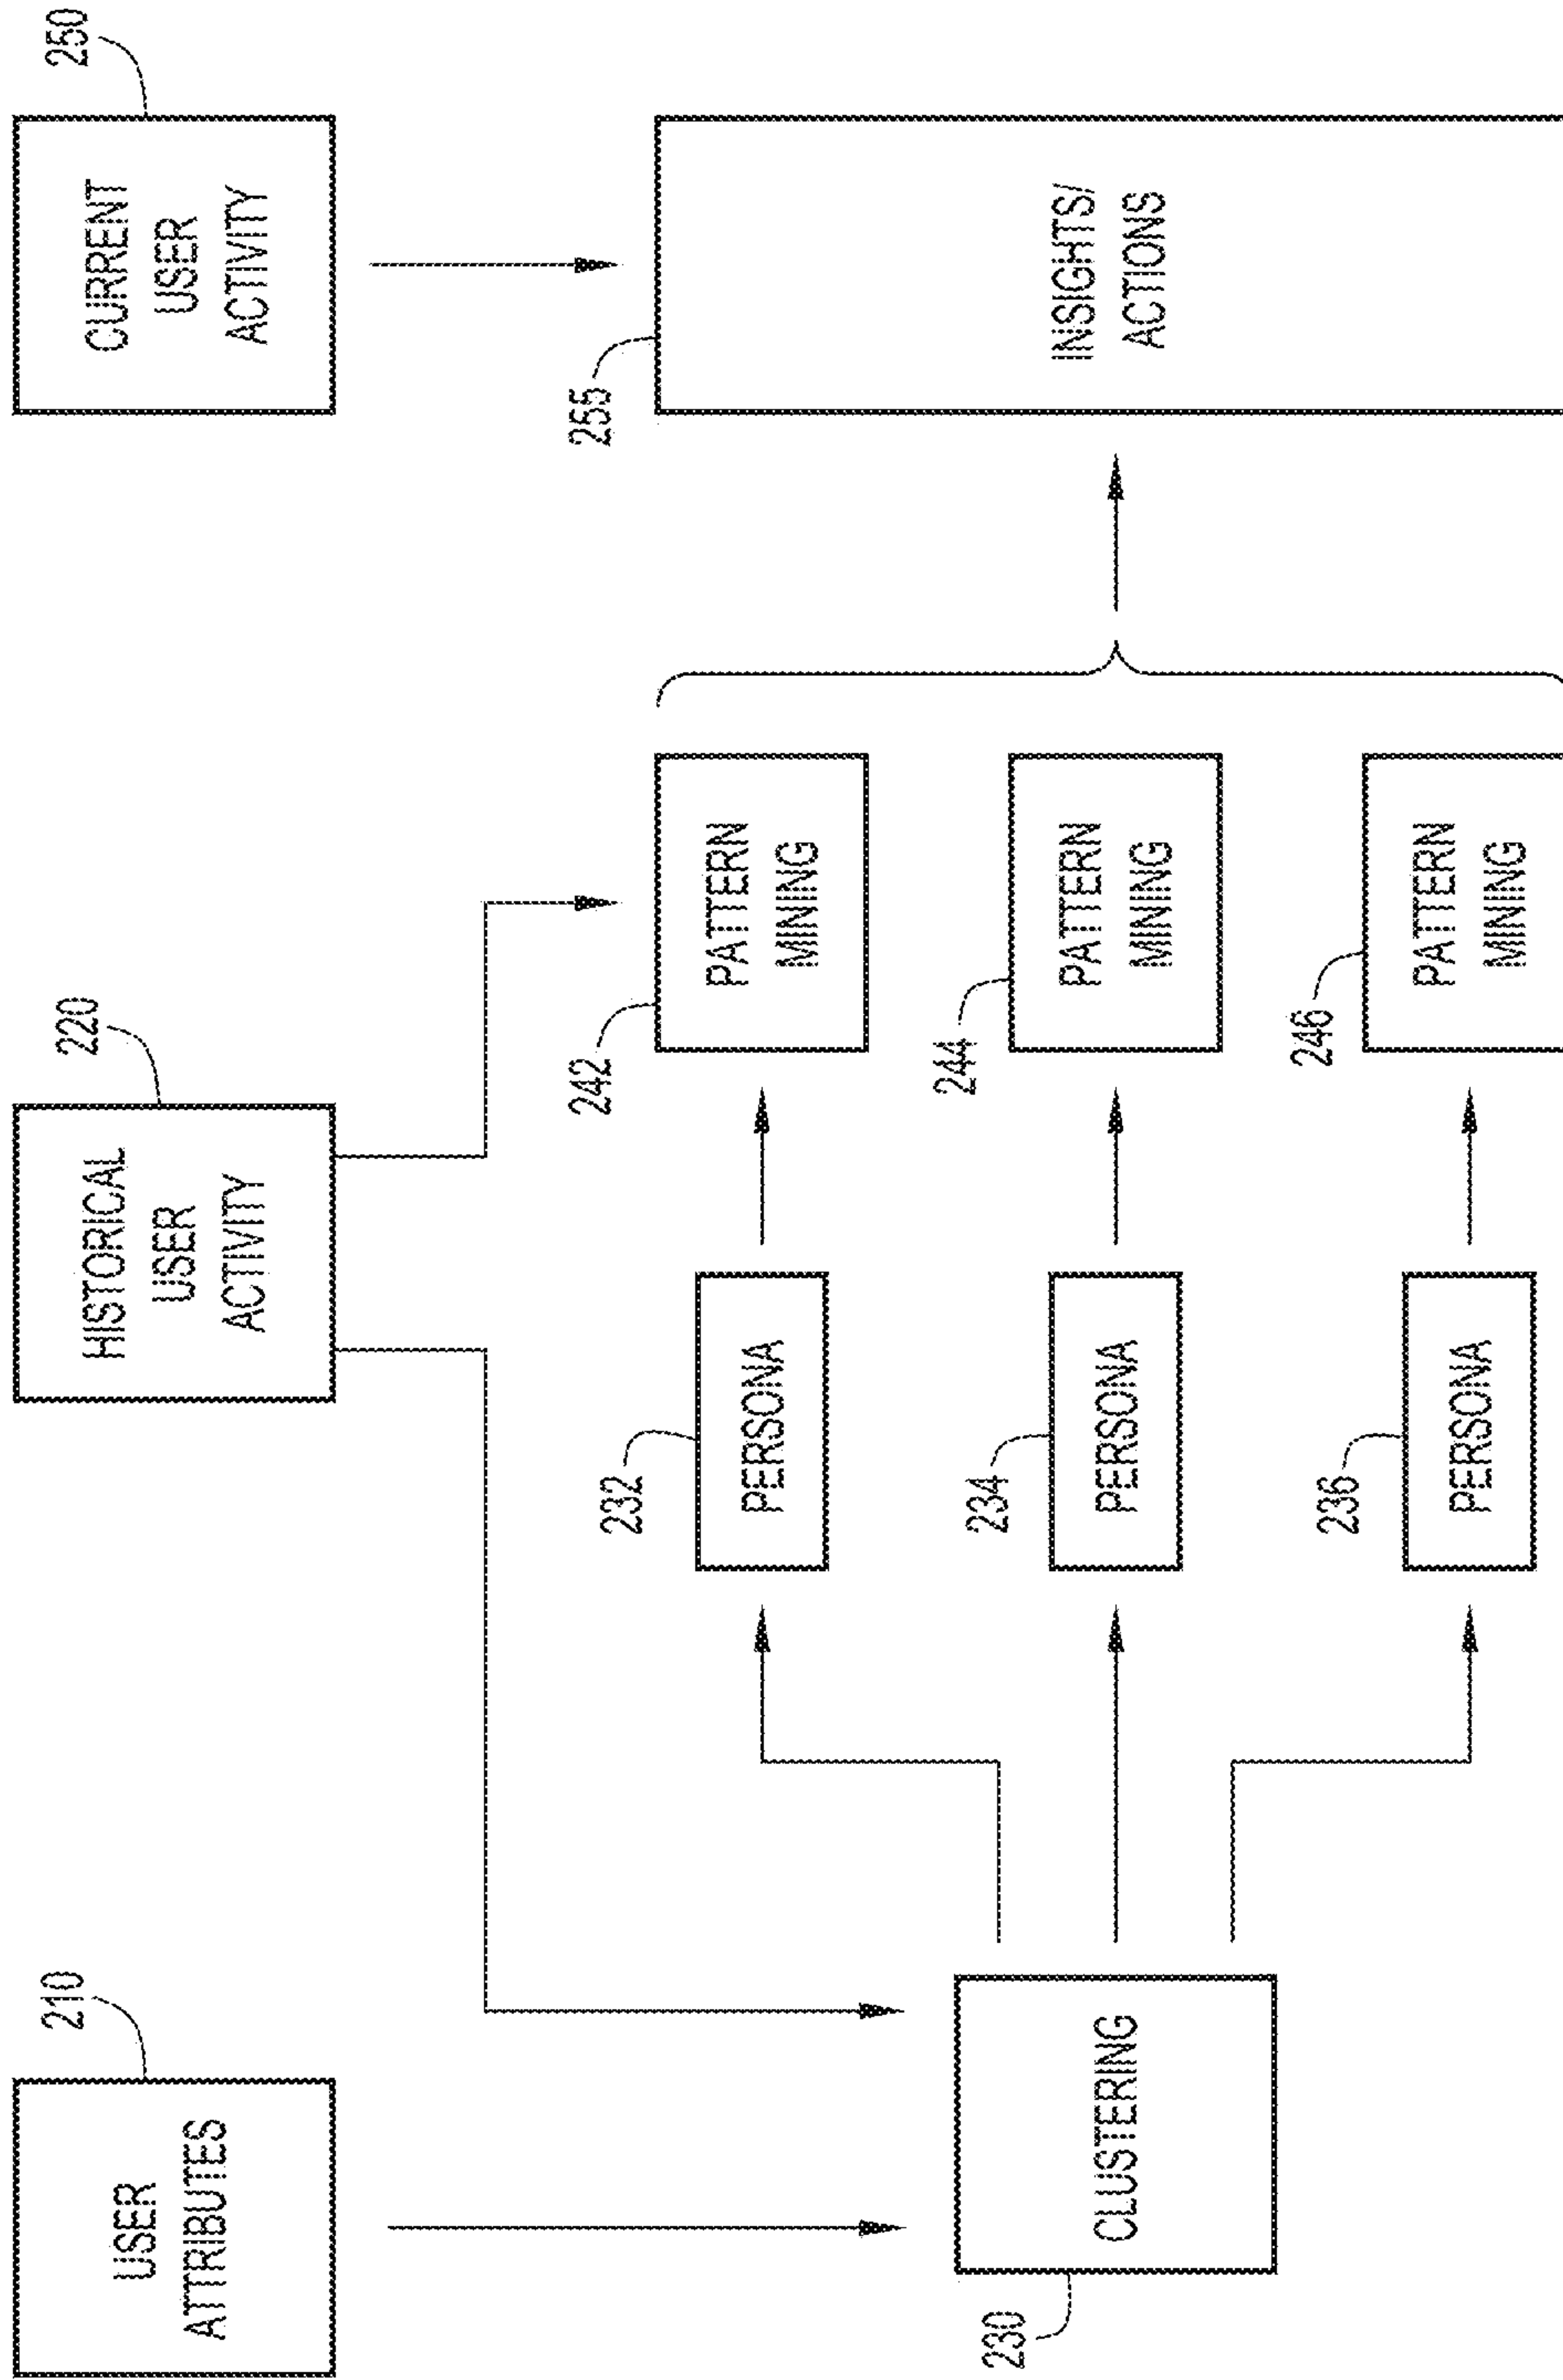 210
USER
ATTRIBUTES
220
HISTORICAL
USER
ACTIVITY
250
CURRENT
USER
ACTIVITY
230
CLUSTERING
232
PERSONA
242
PATTERN
MINING
234
PERSONA
244
PATTERN
MINING
236
PERSONA
246
PATTERN
MINING
255
INSIGHTS/
ACTIONS